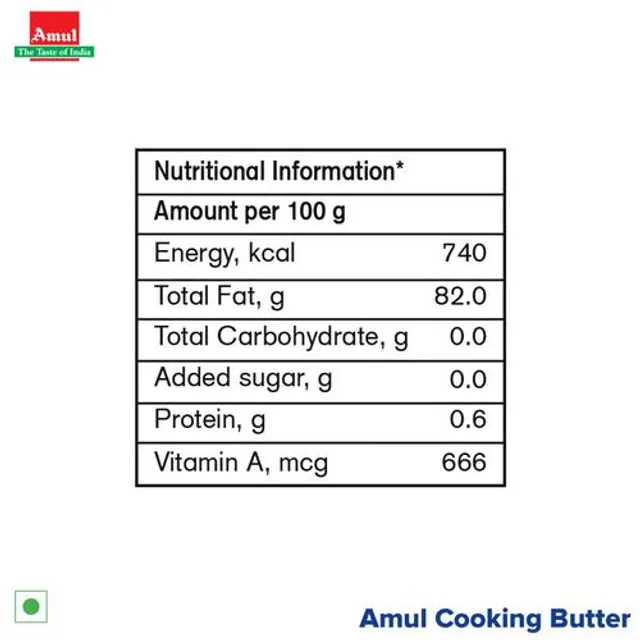 Amul
The Taste of India
Nutritional Information*
Amount per 100 g
Energy, kcal 740
Total Fat, g 82.0
Total Carbohydrate, g 0.0
Added sugar, g 0.0
Protein, g 0.6
Vitamin A, mcg 666
Amul Cooking Butter